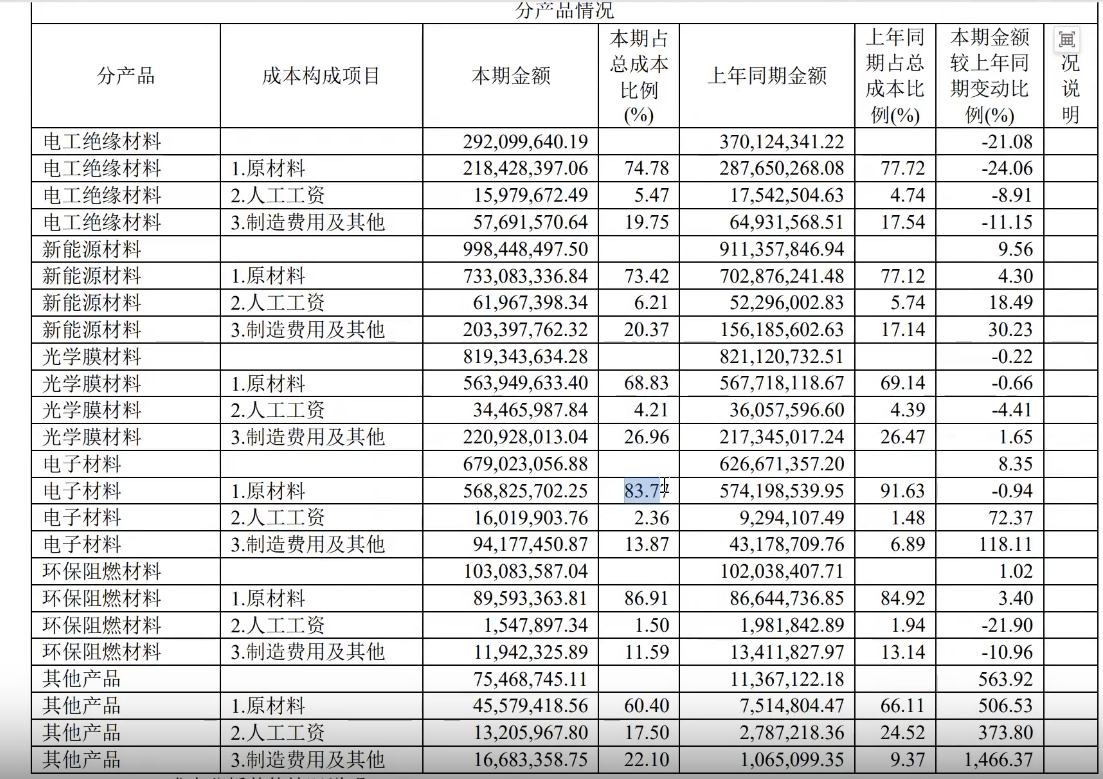 分产品情况
分产品 成本构成项目 本期金额 本期占总成本比例(%) 上年同期金额 上年同期占总成本比例(%) 本期金额较上年同期变动比例(%) 况说明
电工绝缘材料 292,099,640.19 370,124,341.22 -21.08
电工绝缘材料 1.原材料 218,428,397.06 74.78 287,650,268.08 77.72 -24.06
电工绝缘材料 2.人工工资 15,979,672.49 5.47 17,542,504.63 4.74 -8.91
电工绝缘材料 3.制造费用及其他 57,691,570.64 19.75 64,931,568.51 17.54 -11.15
新能源材料 998,448,497.50 911,357,846.94 9.56
新能源材料 1.原材料 733,083,336.84 73.42 702,876,241.48 77.12 4.30
新能源材料 2.人工工资 61,967,398.34 6.21 52,296,002.83 5.74 18.49
新能源材料 3.制造费用及其他 203,397,762.32 20.37 156,185,602.63 17.14 30.23
光学膜材料 819,343,634.28 821,120,732.51 -0.22
光学膜材料 1.原材料 563,949,633.40 68.83 567,718,118.67 69.14 -0.66
光学膜材料 2.人工工资 34,465,987.84 4.21 36,057,596.60 4.39 -4.41
光学膜材料 3.制造费用及其他 220,928,013.04 26.96 217,345,017.24 26.47 1.65
电子材料 679,023,056.88 626,671,357.20 8.35
电子材料 1.原材料 568,825,702.25 83.77 574,198,539.95 91.63 -0.94
电子材料 2.人工工资 16,019,903.76 2.36 9,294,107.49 1.48 72.37
电子材料 3.制造费用及其他 94,177,450.87 13.87 43,178,709.76 6.89 118.11
环保阻燃材料 103,083,587.04 102,038,407.71 1.02
环保阻燃材料 1.原材料 89,593,363.81 86.91 86,644,736.85 84.92 3.40
环保阻燃材料 2.人工工资 1,547,897.34 1.50 1,981,842.89 1.94 -21.90
环保阻燃材料 3.制造费用及其他 11,942,325.89 11.59 13,411,827.97 13.14 -10.96
其他产品 75,468,745.11 11,367,122.18 563.92
其他产品 1.原材料 45,579,418.56 60.40 7,514,804.47 66.11 506.53
其他产品 2.人工工资 13,205,967.80 17.50 2,787,218.36 24.52 373.80
其他产品 3.制造费用及其他 16,683,358.75 22.10 1,065,099.35 9.37 1,466.37